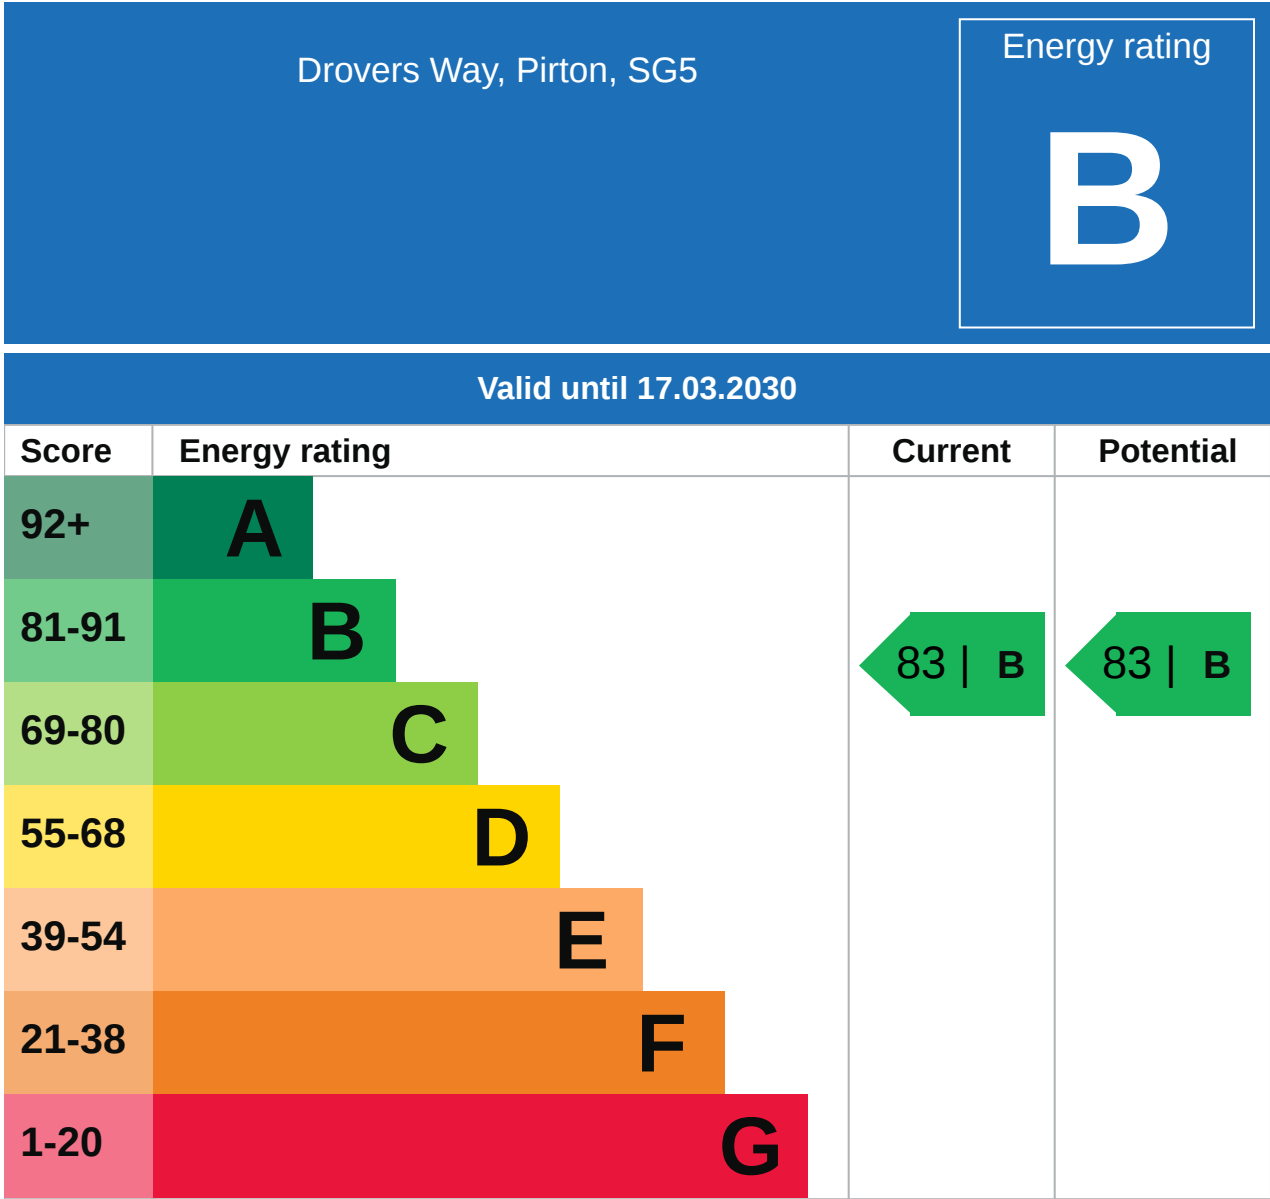 Drovers Way, Pirton, SG5
Energy rating
B
Valid until 17.03.2030
Score Energy rating Current Potential
92+ A
81-91 B 83 | B 83 | B
69-80 C
55-68 D
39-54 E
21-38 F
1-20 G